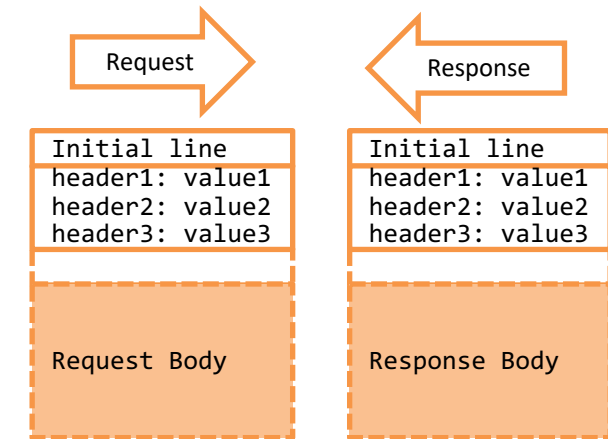 Request
Response
Initial line
header1: value1
header2: value2
header3: value3
Request Body
Initial line
header1: value1
header2: value2
header3: value3
Response Body